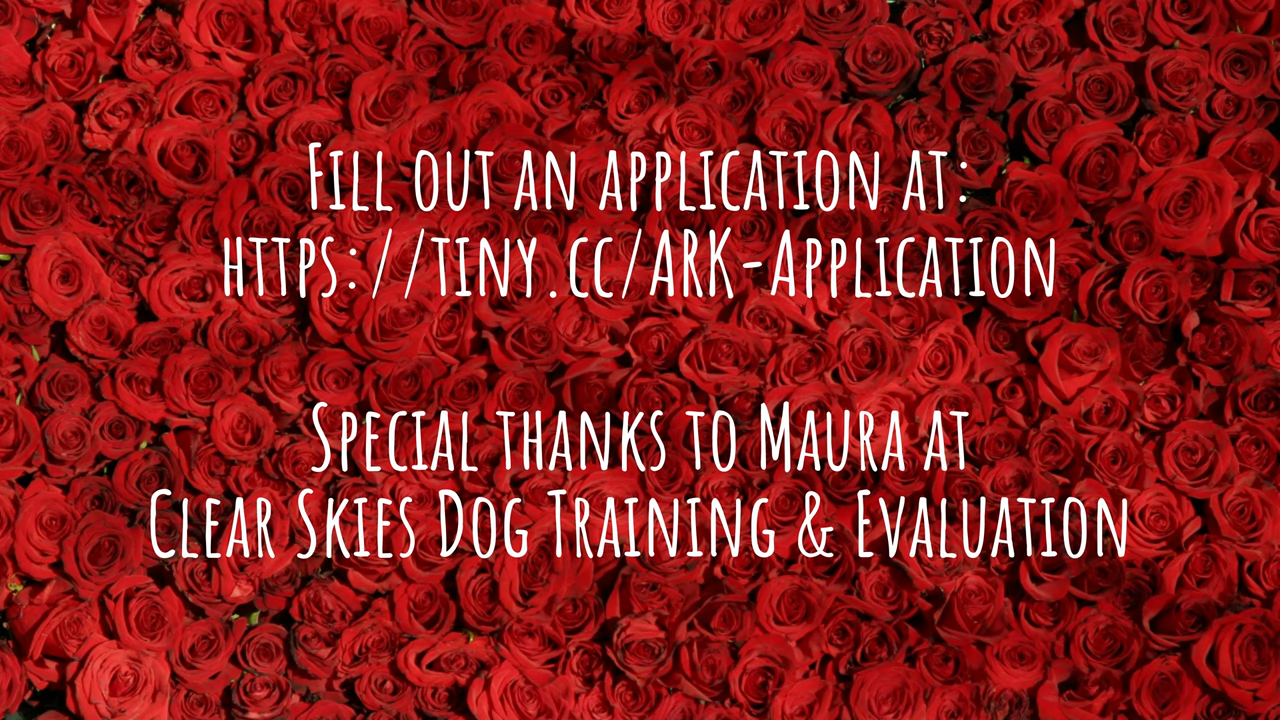 Fill out an application at:
https://tiny.cc/ARK-Application
Special thanks to Maura at
Clear Skies Dog Training & Evaluation